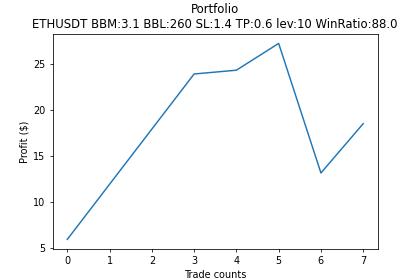 Portfolio
ETHUSDT BBM:3.1 BBL:260 SL:1.4 TP:0.6 lev:10 WinRatio:88.0
25
20
15
10
5
Profit ($)
0 1 2 3 4 5 6 7
Trade counts